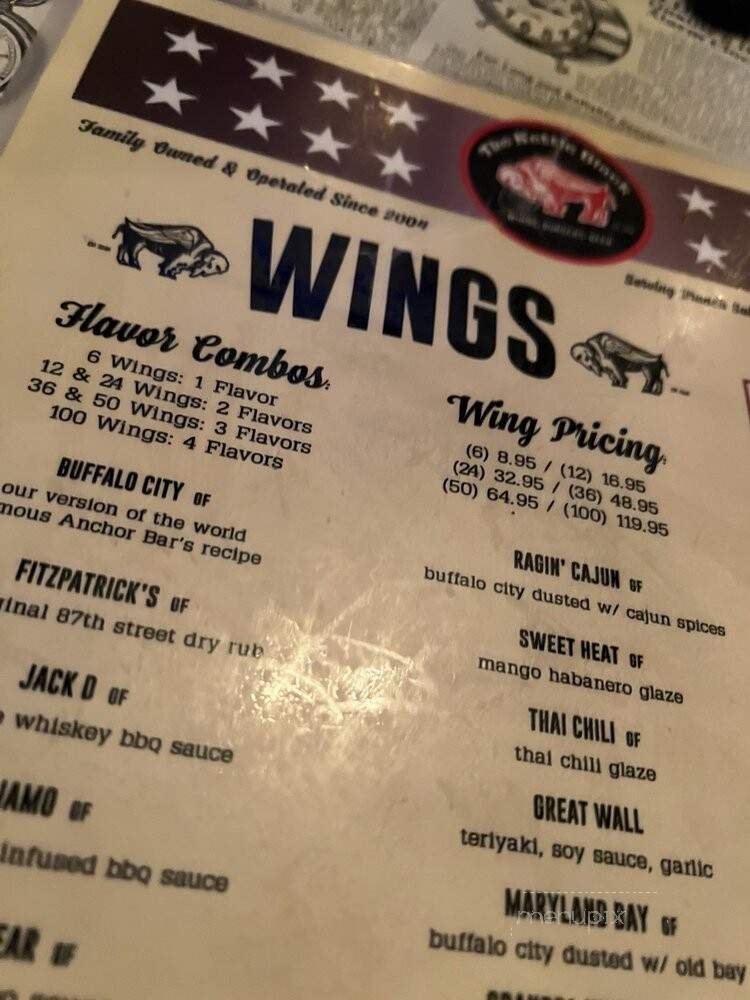 Family Owned & Operated Since 2004
WINGS
Flavor Combos:
6 Wings: 1 Flavor
12 & 24 Wings: 2 Flavors
36 & 50 Wings: 3 Flavors
100 Wings: 4 Flavors
BUFFALO CITY GF
our version of the world
Anchor Bar's recipe
FITZPATRICK'S GF
87th street dry rub
JACK D GF
whiskey bbq sauce
GF
infused bbq sauce
GF
Serving
Wing Pricing:
(6) 8.95 / (12) 16.95
(24) 32.95 / (36) 48.95
(50) 64.95 / (100) 119.95
RAGIN' CAJUN GF
buffalo city dusted w/ cajun spices
SWEET HEAT GF
mango habanero glaze
THAI CHILI GF
thai chili glaze
GREAT WALL
teriyaki, soy sauce, garlic
MARYLAND BAY GF
buffalo city dusted w/ old bay
menupix